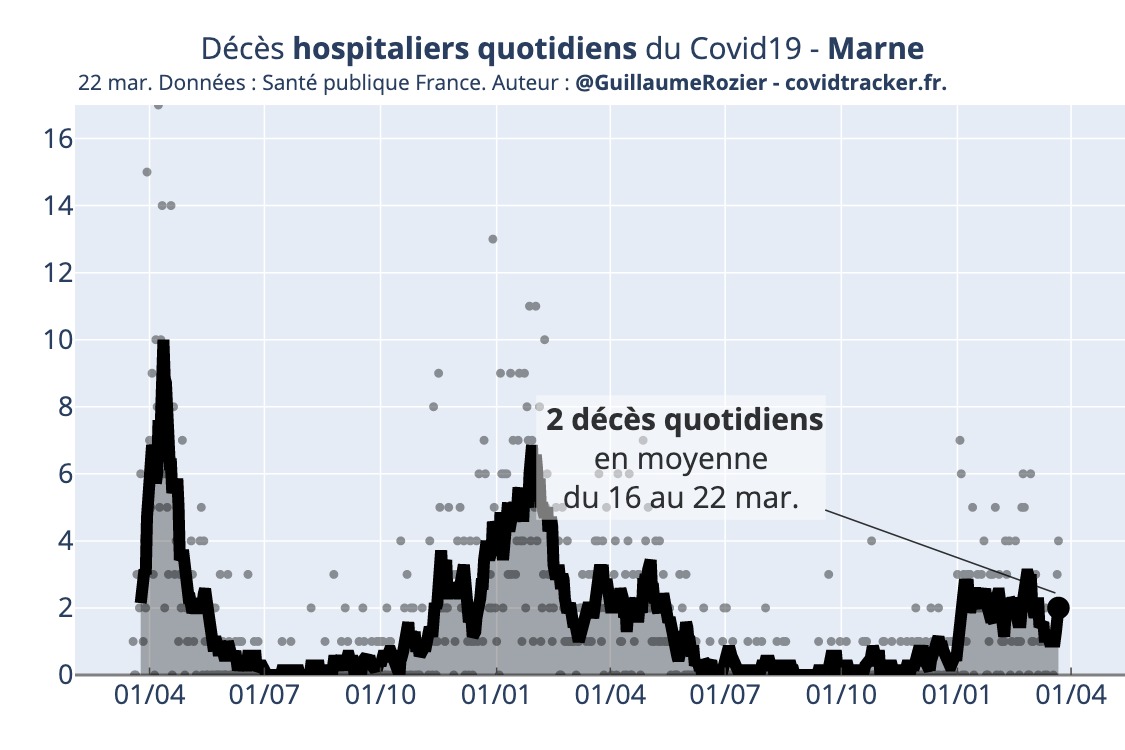 Décès hospitaliers quotidiens du Covid19 - Marne
22 mar. Données : Santé publique France. Auteur : @GuillaumeRozier - covidtracker.fr.
16
14
12
10
8
6
4
2
0
2 décès quotidiens
en moyenne
du 16 au 22 mar.
01/04 01/07 01/10 01/01 01/04 01/07 01/10 01/01 01/04